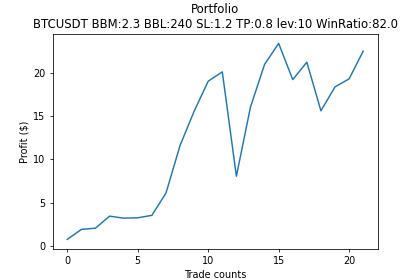 Portfolio
BTCUSDT BBM:2.3 BBL:240 SL:1.2 TP:0.8 lev:10 WinRatio:82.0
Profit ($)
20
15
10
5
0
0 5 10 15 20
Trade counts